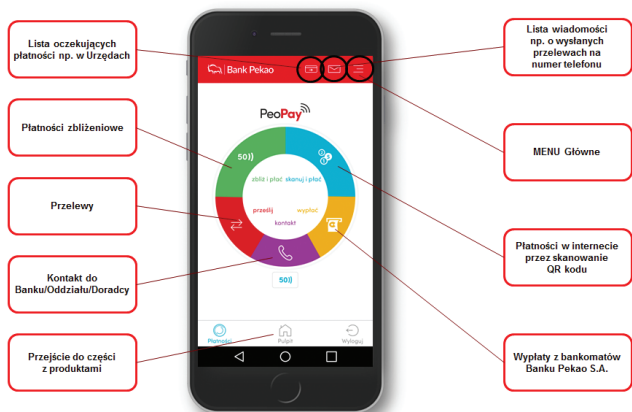 Lista oczekujących
płatności np. w Urzędach
Płatności zbliżeniowe
Przelewy
Kontakt do
Banku/Oddziału/Doradcy
Przejście do części
z produktami
Bank Pekao
PeoPay
50
zbliż i płać
skanuj i płać
prześlij
wypłać
kontakt
50
Płatności
Pulpit
Wyloguj
Lista wiadomości
np. o wysłanych
przelewach na
numer telefonu
MENU Główne
Płatności w internecie
przez skanowanie
QR kodu
Wypłaty z bankomatów
Banku Pekao S.A.